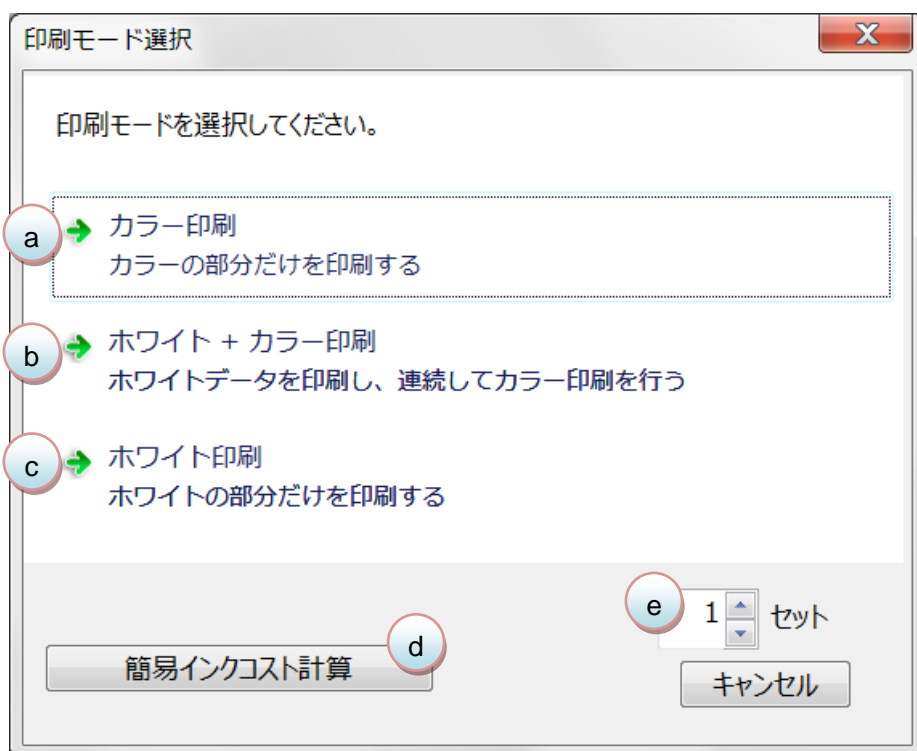 印刷モード選択
X
印刷モードを選択してください。
a
カラー印刷
カラーの部分だけを印刷する
b
ホワイト + カラー印刷
ホワイトデータを印刷し、連続してカラー印刷を行う
c
ホワイト印刷
ホワイトの部分だけを印刷する
e 1 セット
d
簡易インクコスト計算
キャンセル